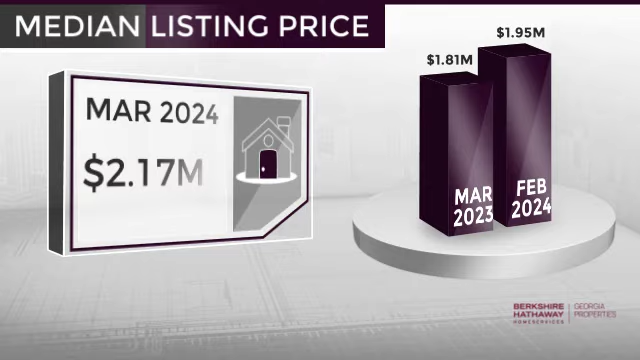 MEDIAN LISTING PRICE
MAR 2024
$2.17M
$1.81M
$1.95M
MAR
2023
FEB
2024
BERKSHIRE
HATHAWAY
HOMESERVICES
GEORGIA
PROPERTIES